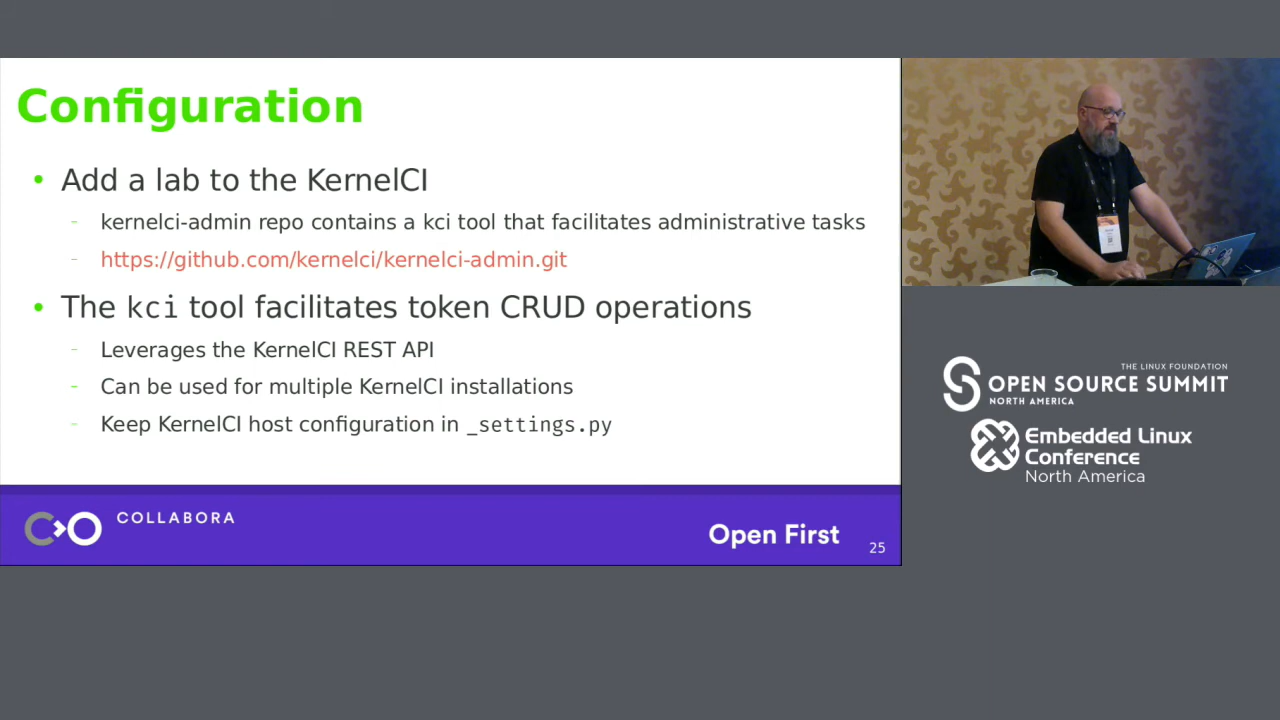 Configuration
Add a lab to the KernelCI
kernelci-admin repo contains a kci tool that facilitates administrative tasks
https://github.com/kernelci/kernelci-admin.git
The kci tool facilitates token CRUD operations
Leverages the KernelCI REST API
Can be used for multiple KernelCI installations
Keep KernelCI host configuration in _settings.py
COLLABORA
Open First
25
THE LINUX FOUNDATION
OPEN SOURCE SUMMIT
NORTH AMERICA
Embedded Linux
Conference
North America